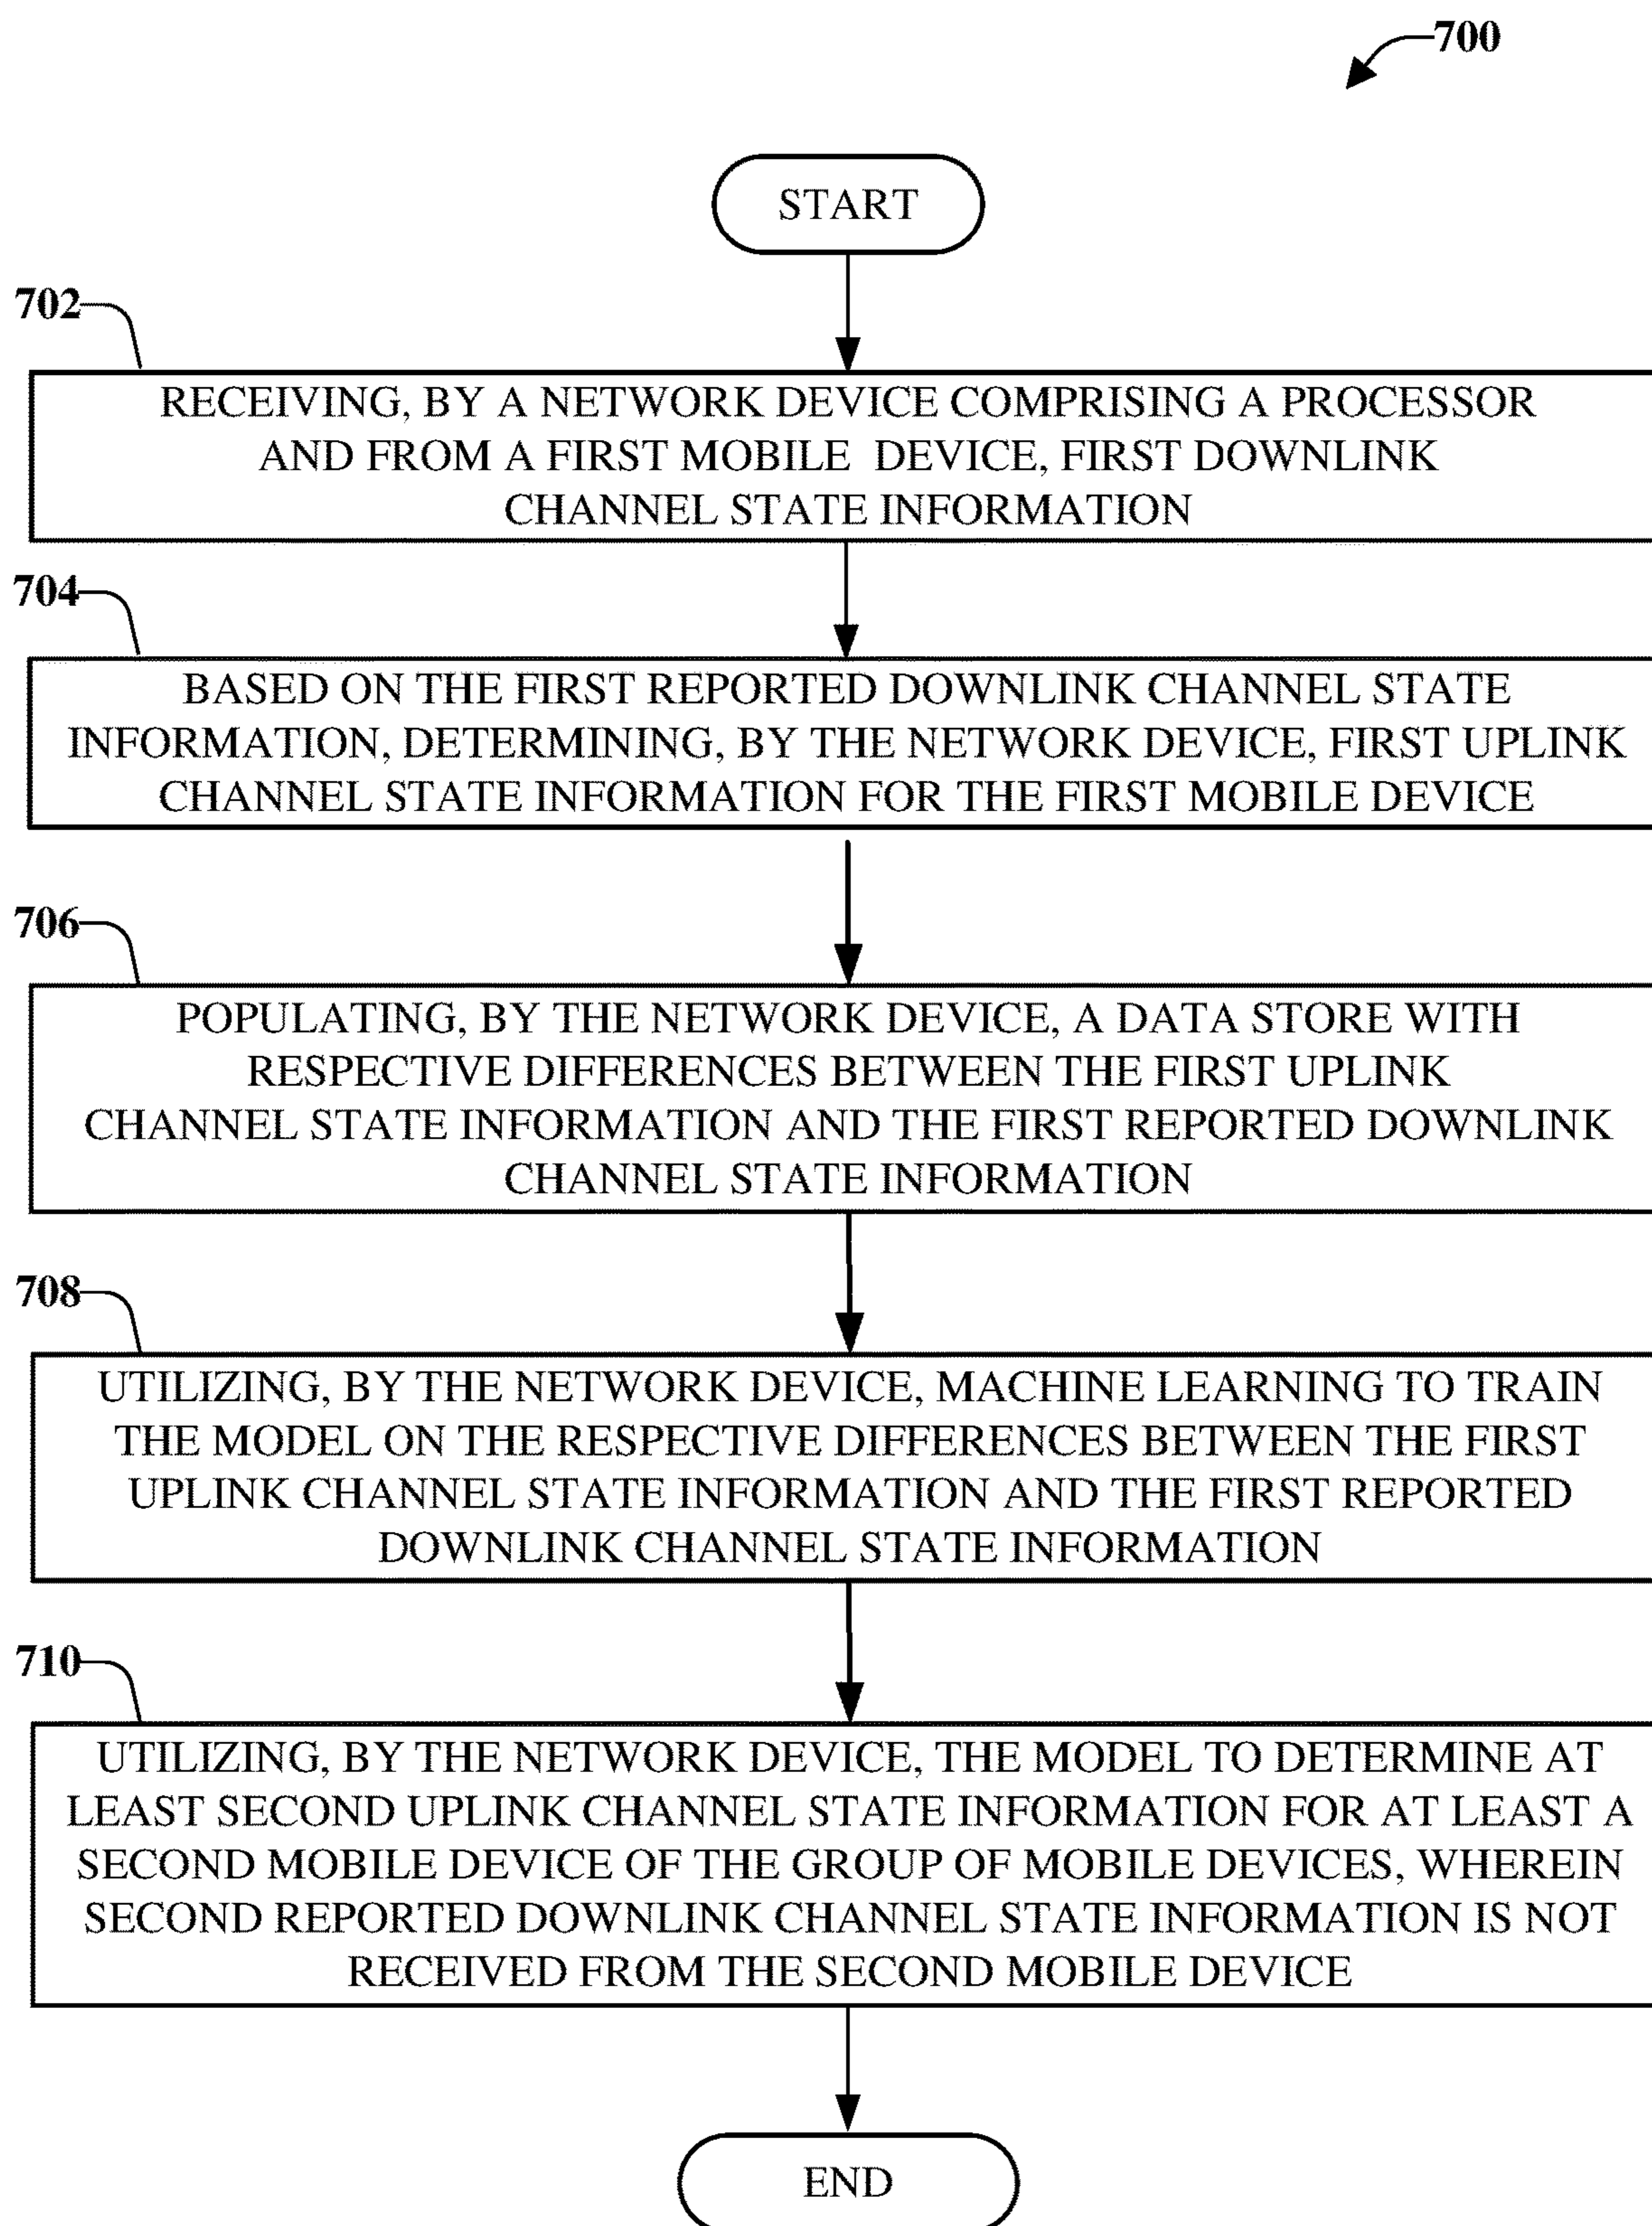 700
START
702
RECEIVING, BY A NETWORK DEVICE COMPRISING A PROCESSOR
AND FROM A FIRST MOBILE DEVICE, FIRST DOWNLINK
CHANNEL STATE INFORMATION
704
BASED ON THE FIRST REPORTED DOWNLINK CHANNEL STATE
INFORMATION, DETERMINING, BY THE NETWORK DEVICE, FIRST UPLINK
CHANNEL STATE INFORMATION FOR THE FIRST MOBILE DEVICE
706
POPULATING, BY THE NETWORK DEVICE, A DATA STORE WITH
RESPECTIVE DIFFERENCES BETWEEN THE FIRST UPLINK
CHANNEL STATE INFORMATION AND THE FIRST REPORTED DOWNLINK
CHANNEL STATE INFORMATION
708
UTILIZING, BY THE NETWORK DEVICE, MACHINE LEARNING TO TRAIN
THE MODEL ON THE RESPECTIVE DIFFERENCES BETWEEN THE FIRST
UPLINK CHANNEL STATE INFORMATION AND THE FIRST REPORTED
DOWNLINK CHANNEL STATE INFORMATION
710
UTILIZING, BY THE NETWORK DEVICE, THE MODEL TO DETERMINE AT
LEAST SECOND UPLINK CHANNEL STATE INFORMATION FOR AT LEAST A
SECOND MOBILE DEVICE OF THE GROUP OF MOBILE DEVICES, WHEREIN
SECOND REPORTED DOWNLINK CHANNEL STATE INFORMATION IS NOT
RECEIVED FROM THE SECOND MOBILE DEVICE
END